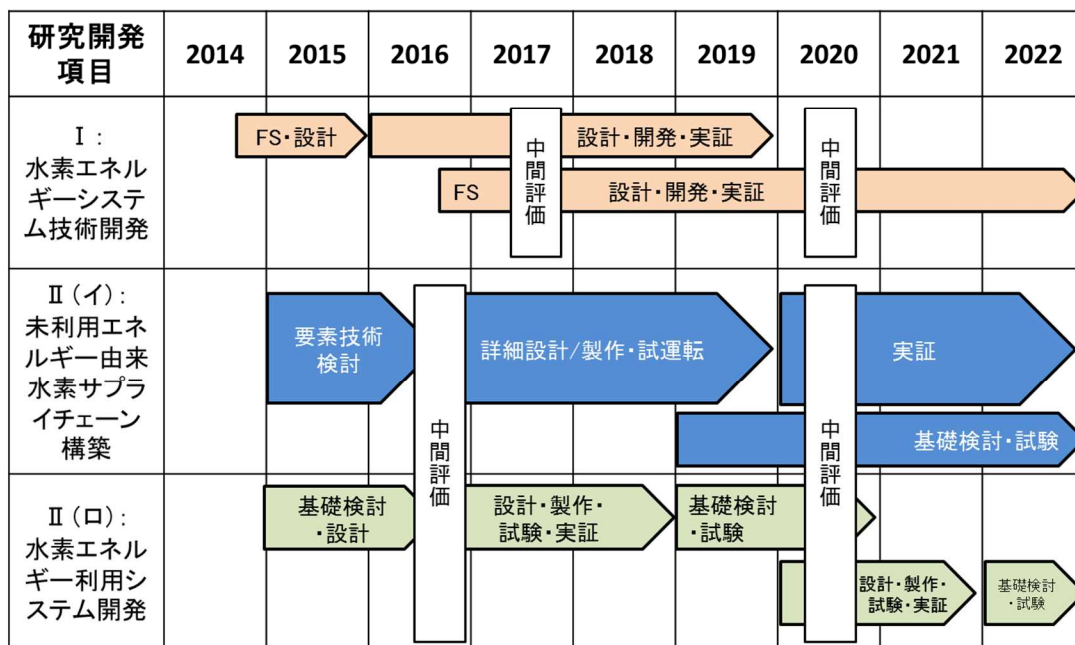 研究開発
項目
2014
2015
2016
2017
2018
2019
2020
2021
2022
Ⅰ：
水素エネル
ギーシステ
ム技術開発
FS・設計
設計・開発・実証
FS
設計・開発・実証
中間評価
中間評価
Ⅱ（イ）：
未利用エネ
ルギー由来
水素サプラ
イチェーン
構築
要素技術
検討
詳細設計/製作・試運転
実証
基礎検討・試験
中間評価
中間評価
Ⅱ（ロ）：
水素エネル
ギー利用シ
ステム開発
基礎検討
・設計
設計・製作・
試験・実証
基礎検討
・試験
設計・製作・
試験・実証
基礎検討
・試験